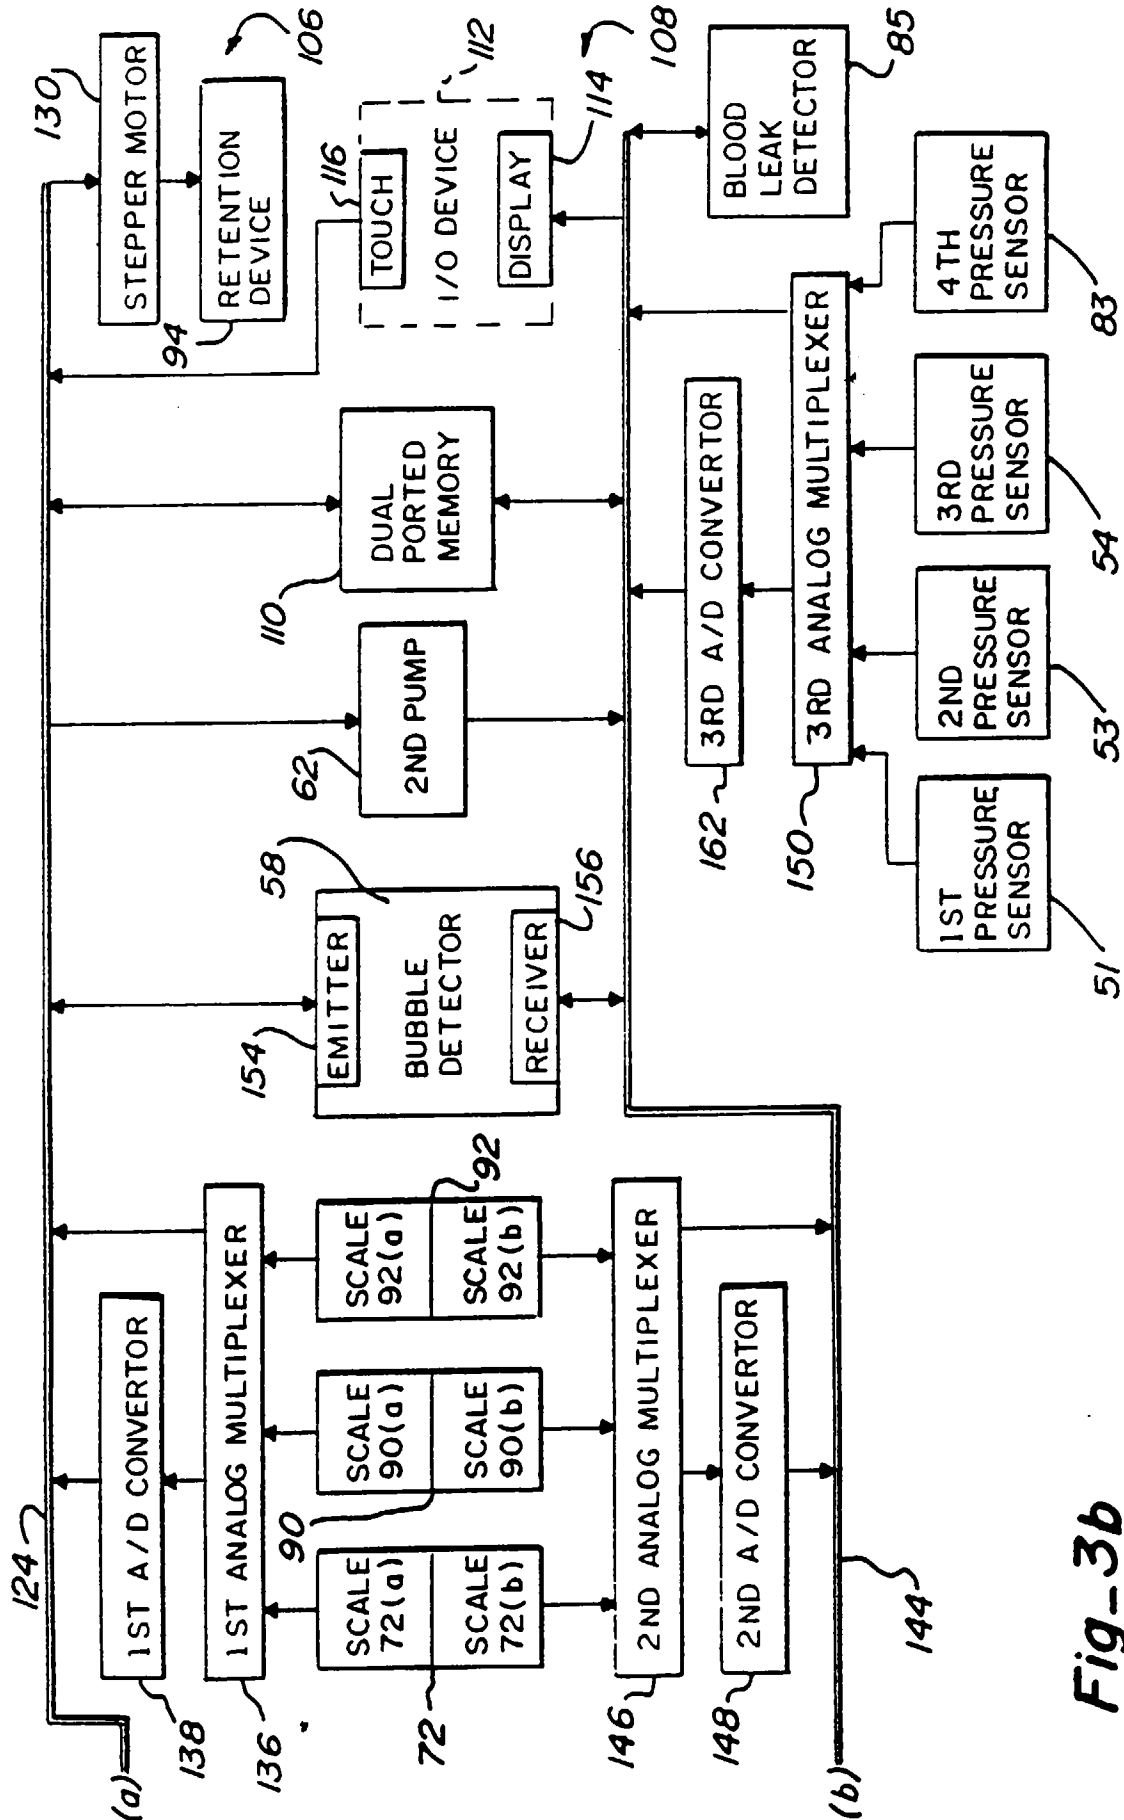 124
(a)
1ST A/D CONVERTOR
138
1ST ANALOG MULTIPLEXER
136
SCALE
72(a)
SCALE
72(b)
72
SCALE
90(a)
SCALE
90(b)
90
SCALE
92(a)
SCALE
92(b)
92
2ND ANALOG MULTIPLEXER
146
2ND A/D CONVERTOR
148
(b)
144
EMITTER
154
BUBBLE
DETECTOR
58
RECEIVER
156
2ND PUMP
62
DUAL
PORTED
MEMORY
110
STEPPER MOTOR
130
RETENTION
DEVICE
94
106
TOUCH
116
I/O DEVICE
112
DISPLAY
114
108
3RD A/D CONVERTOR
162
3RD ANALOG MULTIPLEXER
150
BLOOD
LEAK
DETECTOR
85
1ST
PRESSURE
SENSOR
51
2ND
PRESSURE
SENSOR
53
3RD
PRESSURE
SENSOR
54
4TH
PRESSURE
SENSOR
83
Fig_3b